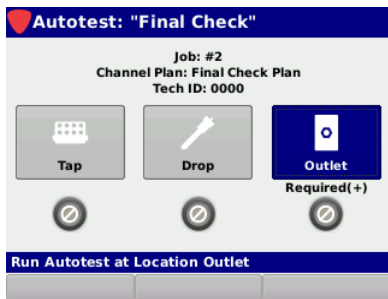 Autotest: "Final Check"
Job: #2
Channel Plan: Final Check Plan
Tech ID: 0000
Tap
Drop
Outlet
Required(+)
Run Autotest at Location Outlet